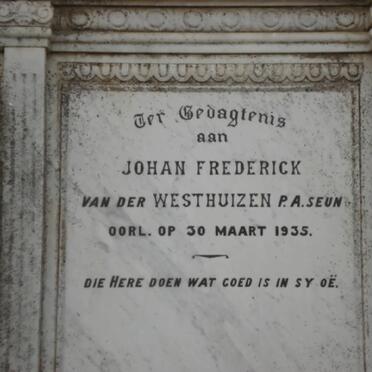 Ter Gedagtenis
aan
JOHAN FREDERICK
VAN DER WESTHUIZEN P.A.SEUN
OORL. OP 30 MAART 1935.
DIE HERE DOEN WAT GOED IS IN SY OË.